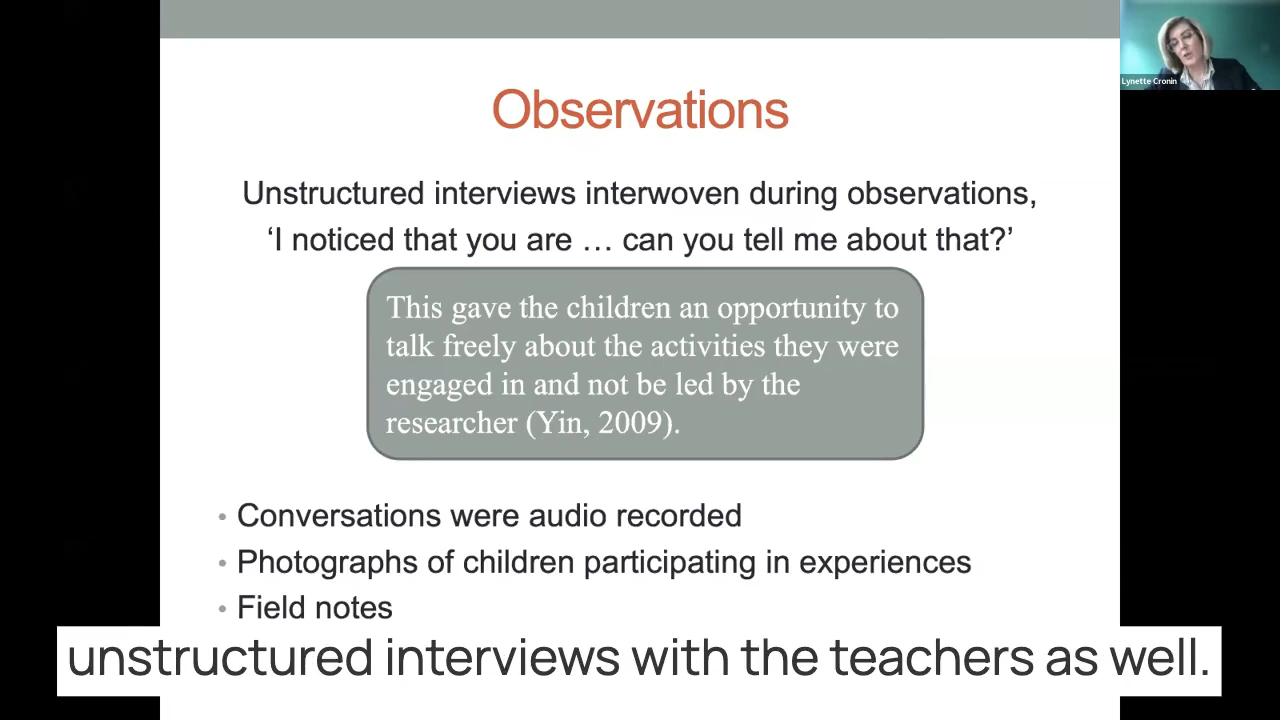 Lynette Cronin
Observations
Unstructured interviews interwoven during observations,
‘I noticed that you are … can you tell me about that?’
This gave the children an opportunity to
talk freely about the activities they were
engaged in and not be led by the
researcher (Yin, 2009).
• Conversations were audio recorded
• Photographs of children participating in experiences
• Field notes
unstructured interviews with the teachers as well.